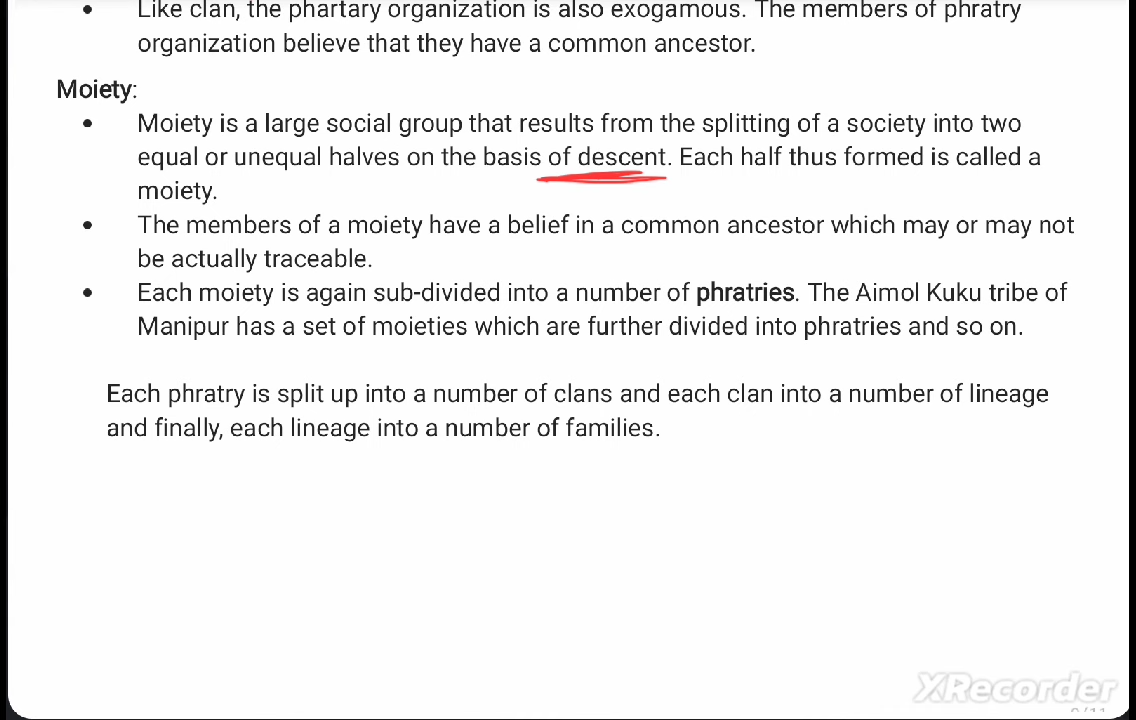 • Like clan, the phartary organization is also exogamous. The members of phratry
organization believe that they have a common ancestor.
Moiety:
• Moiety is a large social group that results from the splitting of a society into two
equal or unequal halves on the basis of descent. Each half thus formed is called a
moiety.
• The members of a moiety have a belief in a common ancestor which may or may not
be actually traceable.
• Each moiety is again sub-divided into a number of phratries. The Aimol Kuku tribe of
Manipur has a set of moieties which are further divided into phratries and so on.
Each phratry is split up into a number of clans and each clan into a number of lineage
and finally, each lineage into a number of families.
XRecorder